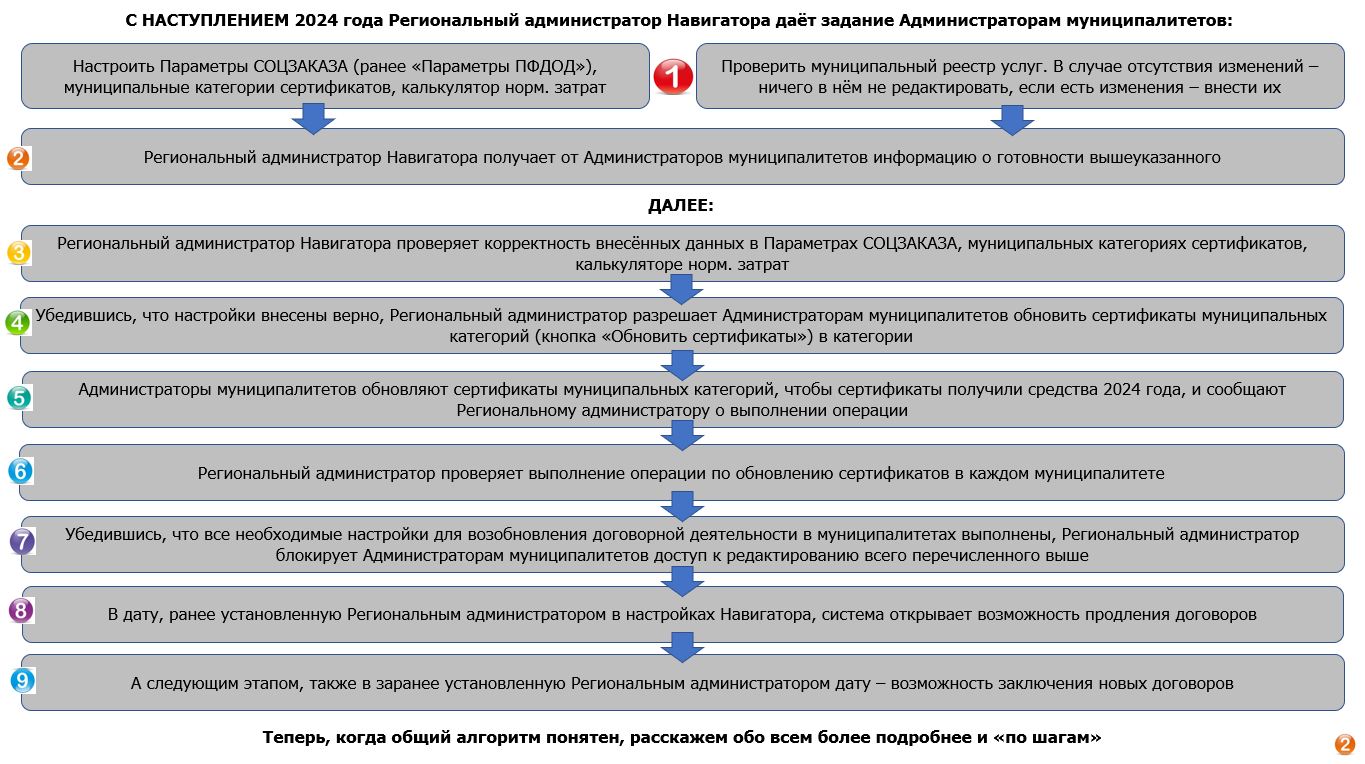 С НАСТУПЛЕНИЕМ 2024 года Региональный администратор Навигатора даёт задание Администраторам муниципалитетов:
Настроить Параметры СОЦЗАКАЗА (ранее «Параметры ПФДОД»),
муниципальные категории сертификатов, калькулятор норм. затрат
1
Проверить муниципальный реестр услуг. В случае отсутствия изменений –
ничего в нём не редактировать, если есть изменения – внести их
2
Региональный администратор Навигатора получает от Администраторов муниципалитетов информацию о готовности вышеуказанного
ДАЛЕЕ:
3
Региональный администратор Навигатора проверяет корректность внесённых данных в Параметрах СОЦЗАКАЗА, муниципальных категориях сертификатов,
калькуляторе норм. затрат
4
Убедившись, что настройки внесены верно, Региональный администратор разрешает Администраторам муниципалитетов обновить сертификаты муниципальных
категорий (кнопка «Обновить сертификаты») в категории
5
Администраторы муниципалитетов обновляют сертификаты муниципальных категорий, чтобы сертификаты получили средства 2024 года, и сообщают
Региональному администратору о выполнении операции
6
Региональный администратор проверяет выполнение операции по обновлению сертификатов в каждом муниципалитете
7
Убедившись, что все необходимые настройки для возобновления договорной деятельности в муниципалитетах выполнены, Региональный администратор
блокирует Администраторам муниципалитетов доступ к редактированию всего перечисленного выше
8
В дату, ранее установленную Региональным администратором в настройках Навигатора, система открывает возможность продления договоров
9
А следующим этапом, также в заранее установленную Региональным администратором дату – возможность заключения новых договоров
Теперь, когда общий алгоритм понятен, расскажем обо всем более подробнее и «по шагам»
2